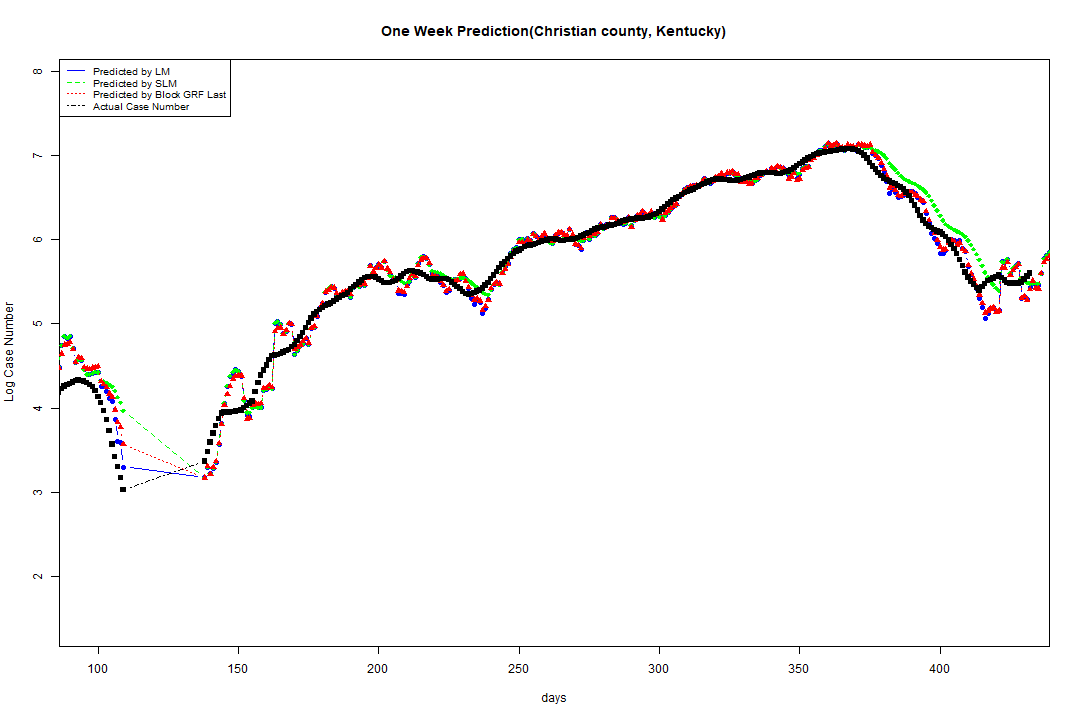 One Week Prediction(Christian county, Kentucky)
Predicted by LM
Predicted by SLM
Predicted by Block GRF Last
Actual Case Number
8
7
6
5
4
3
2
Log Case Number
100 150 200 250 300 350 400
days